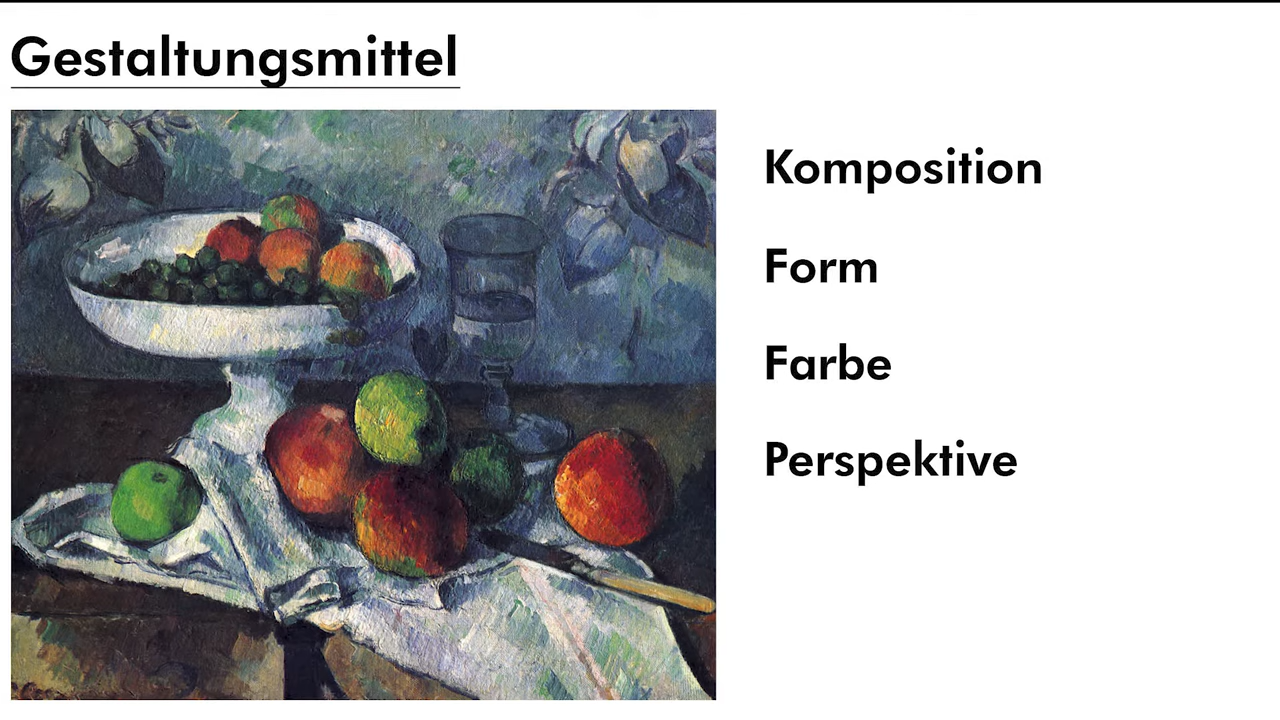 Gestaltungsmittel
Komposition
Form
Farbe
Perspektive